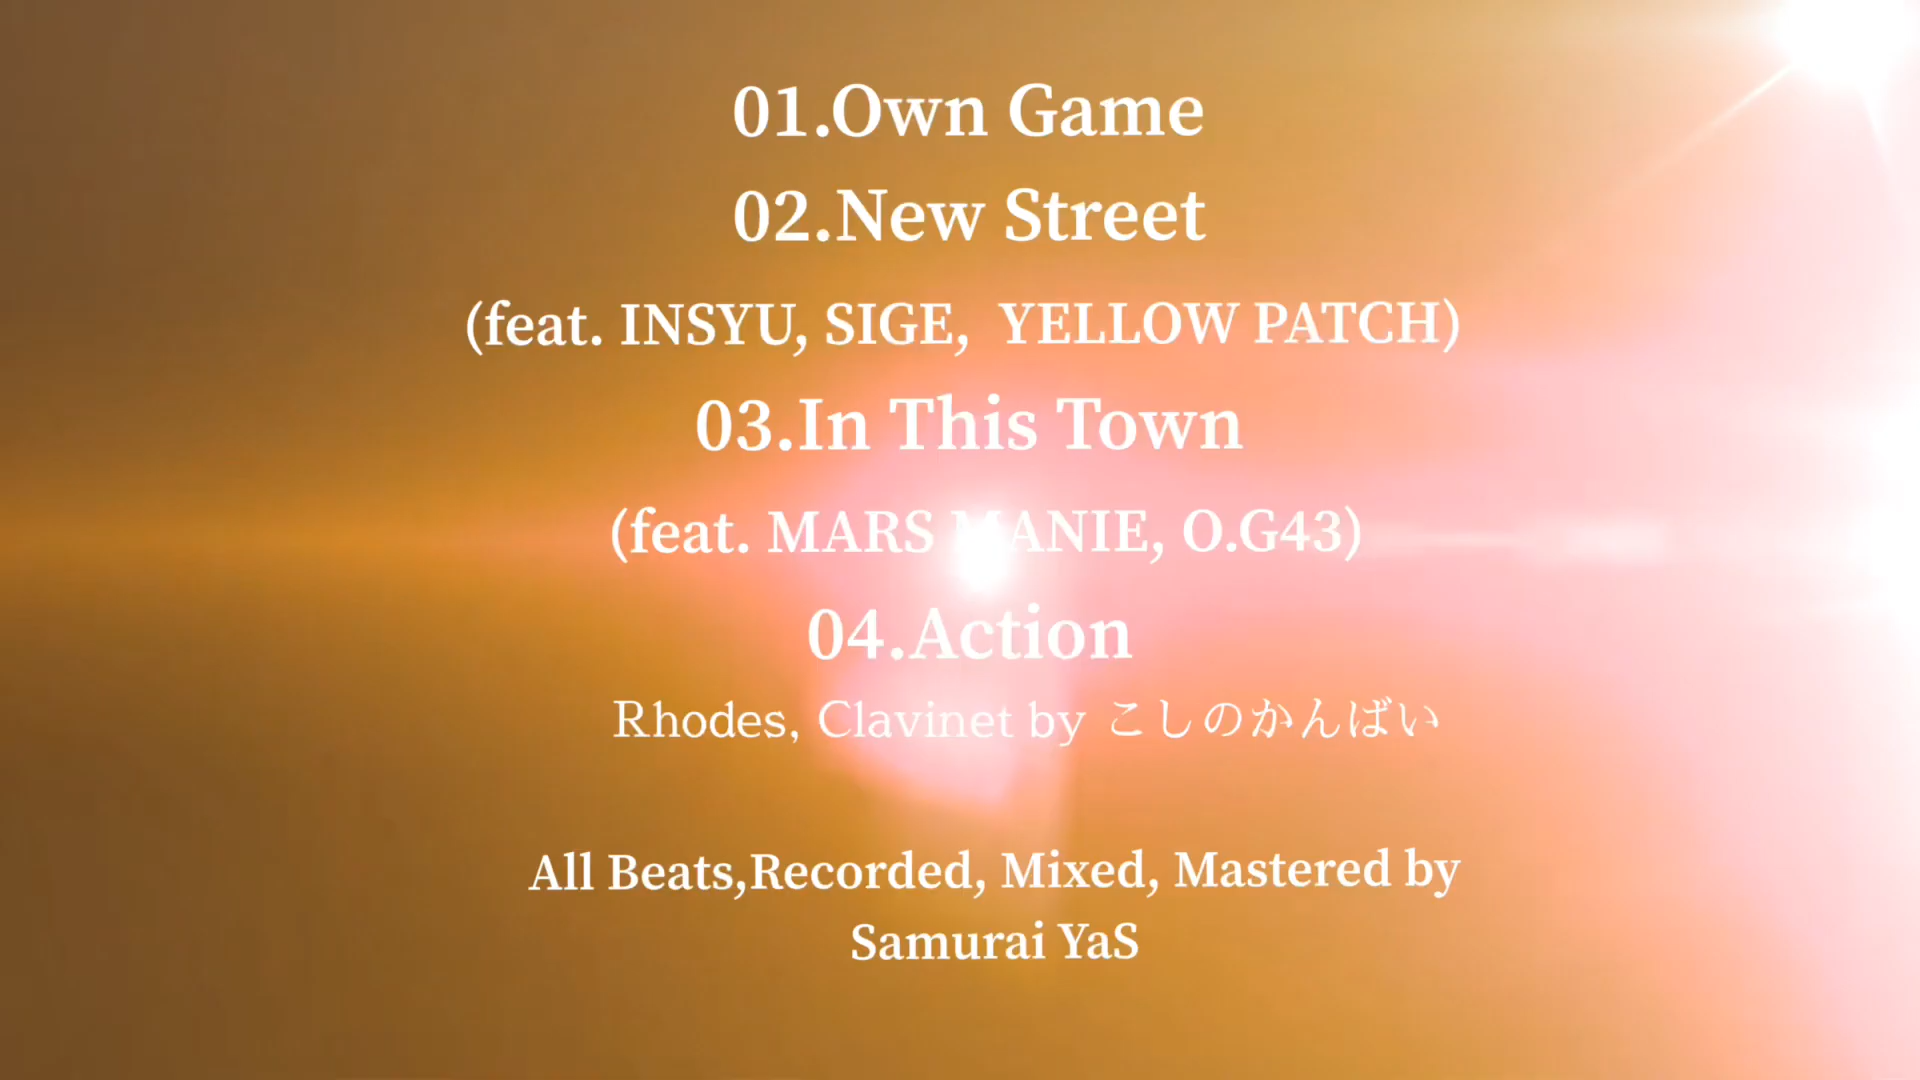 01.Own Game
02.New Street
(feat. INSYU, SIGE, YELLOW PATCH)
03.In This Town
(feat. MARS MANIE, O.G43)
04.Action
Rhodes, Clavinet by こしのかんばい
All Beats,Recorded, Mixed, Mastered by
Samurai YaS